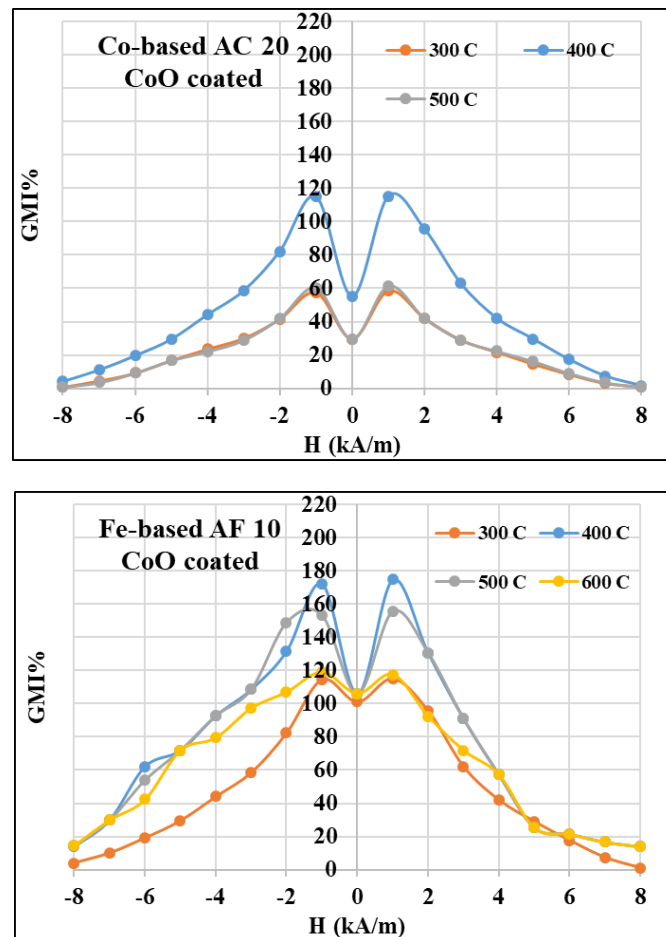 Co-based AC 20
CoO coated
300 C
400 C
500 C
220
200
180
160
140
120
100
80
60
40
20
0
GMI%
-8
-6
-4
-2
0
2
4
6
8
H (kA/m)
Fe-based AF 10
CoO coated
300 C
400 C
500 C
600 C
220
200
180
160
140
120
100
80
60
40
20
0
GMI%
-8
-6
-4
-2
0
2
4
6
8
H (kA/m)